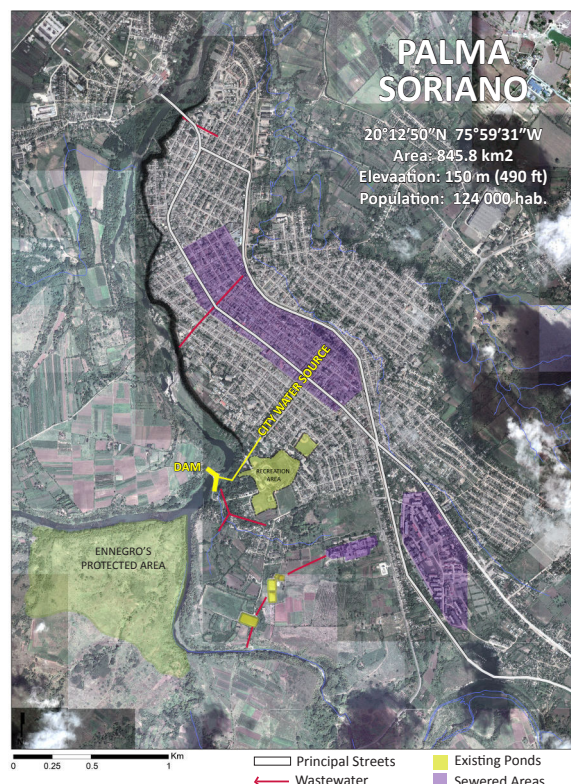 PALMA
SORIANO
20°12'50"N 75°59'31"W
Area: 845.8 km2
Elevaation: 150 m (490 ft)
Population: 124 000 hab.
CITY WATER SOURCE
DAM
RECREATION
AREA
ENNEGRO'S
PROTECTED AREA
Km
0 0.25 0.5 1
Principal Streets
Existing Ponds
Wastewater
Sewered Areas